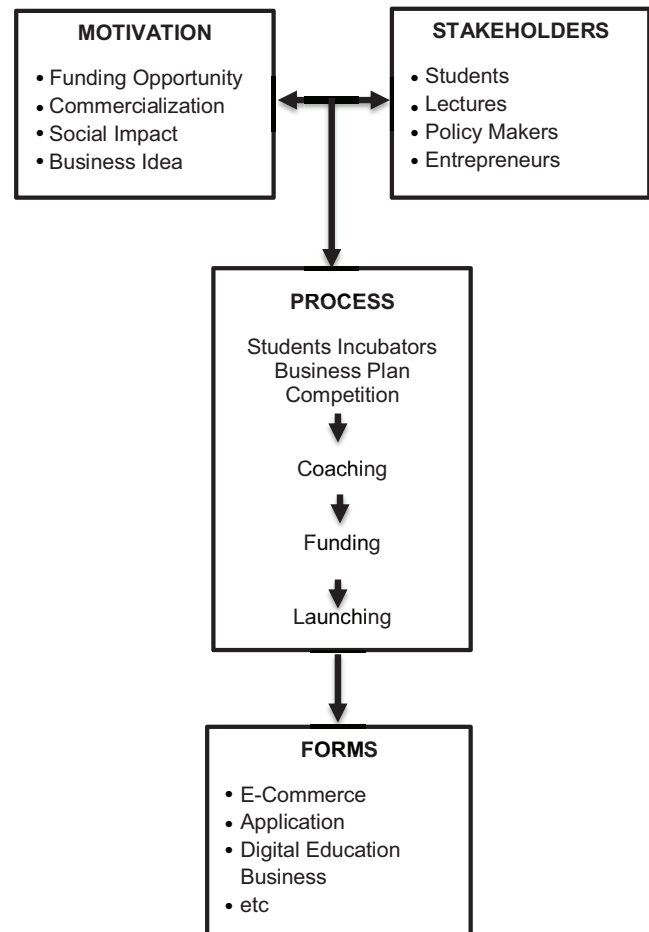 MOTIVATION
• Funding Opportunity
• Commercialization
• Social Impact
• Business Idea
STAKEHOLDERS
• Students
• Lectures
• Policy Makers
• Entrepreneurs
PROCESS
Students Incubators
Business Plan
Competition
Coaching
Funding
Launching
FORMS
• E-Commerce
• Application
• Digital Education
Business
• etc